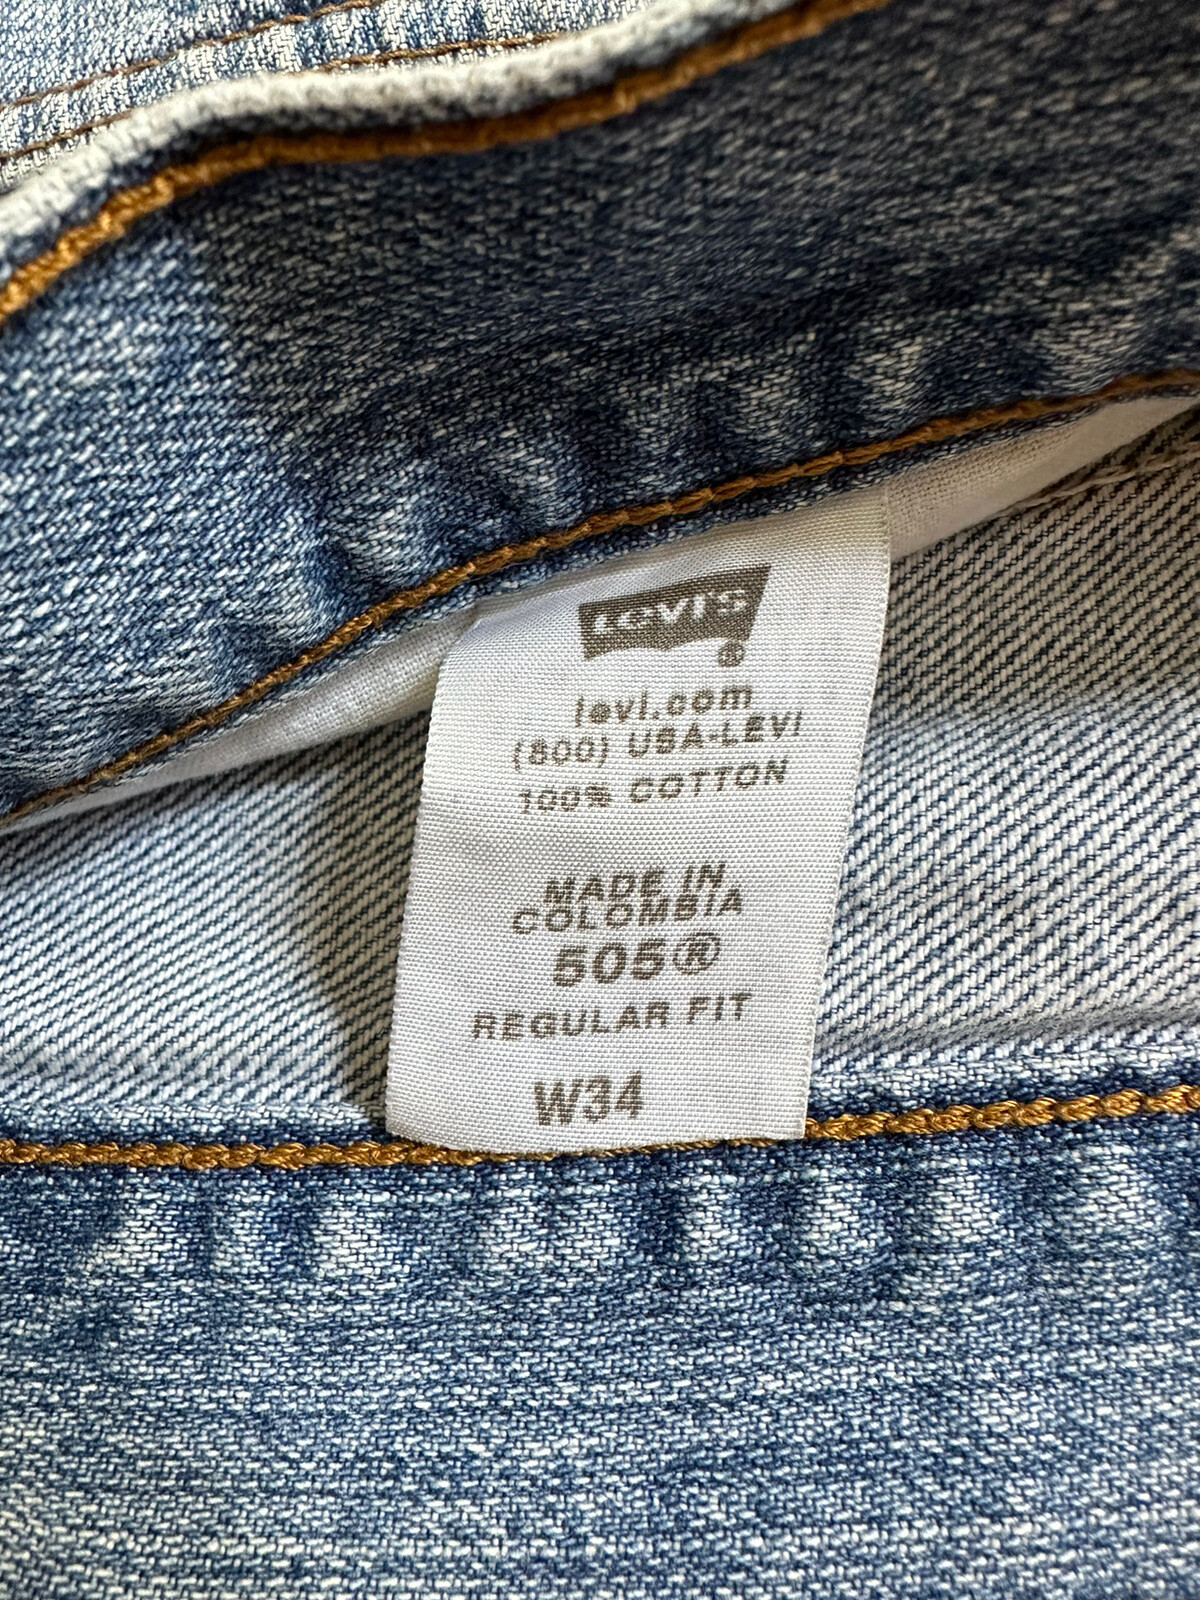 Levi's
®
levi.com
(800) USA-LEVI
100% COTTON
MADE IN
COLOMBIA
505®
REGULAR FIT
W34